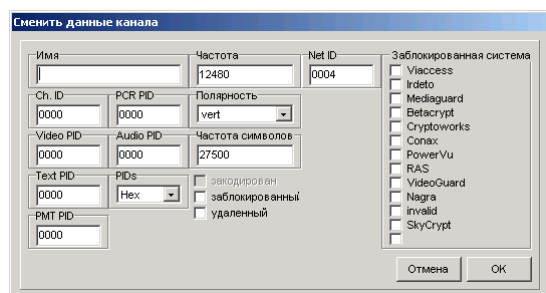 Сменить данные канала
Имя
Частота
12480
Net ID
0004
Ch. ID
0000
PCR PID
0000
Полярность
vert
Video PID
0000
Audio PID
0000
Частота символов
27500
Text PID
0000
PIDs
Hex
закодирован
заблокированный
удаленный
PMT PID
0000
Заблокированная система
Viaccess
Irdeto
Mediaguard
Betacrypt
Cryptoworks
Conax
PowerVu
RAS
VideoGuard
Nagra
invalid
SkyCrypt
Отмена
OK